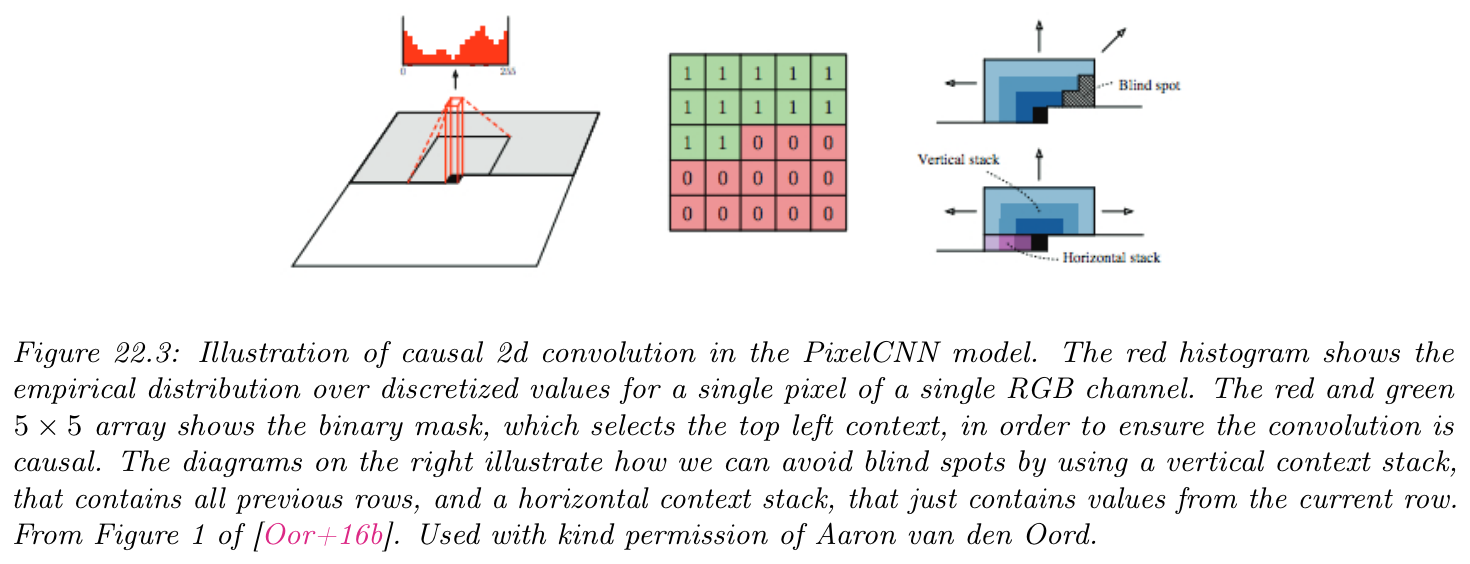 0 255
1 1 1 1 1
1 1 1 1 1
1 1 0 0 0
0 0 0 0 0
0 0 0 0 0
Blind spot
Vertical stack
Horizontal stack
Figure 22.3: Illustration of causal 2d convolution in the PixelCNN model. The red histogram shows the
empirical distribution over discretized values for a single pixel of a single RGB channel. The red and green
5 × 5 array shows the binary mask, which selects the top left context, in order to ensure the convolution is
causal. The diagrams on the right illustrate how we can avoid blind spots by using a vertical context stack,
that contains all previous rows, and a horizontal context stack, that just contains values from the current row.
From Figure 1 of [Oor+16b]. Used with kind permission of Aaron van den Oord.